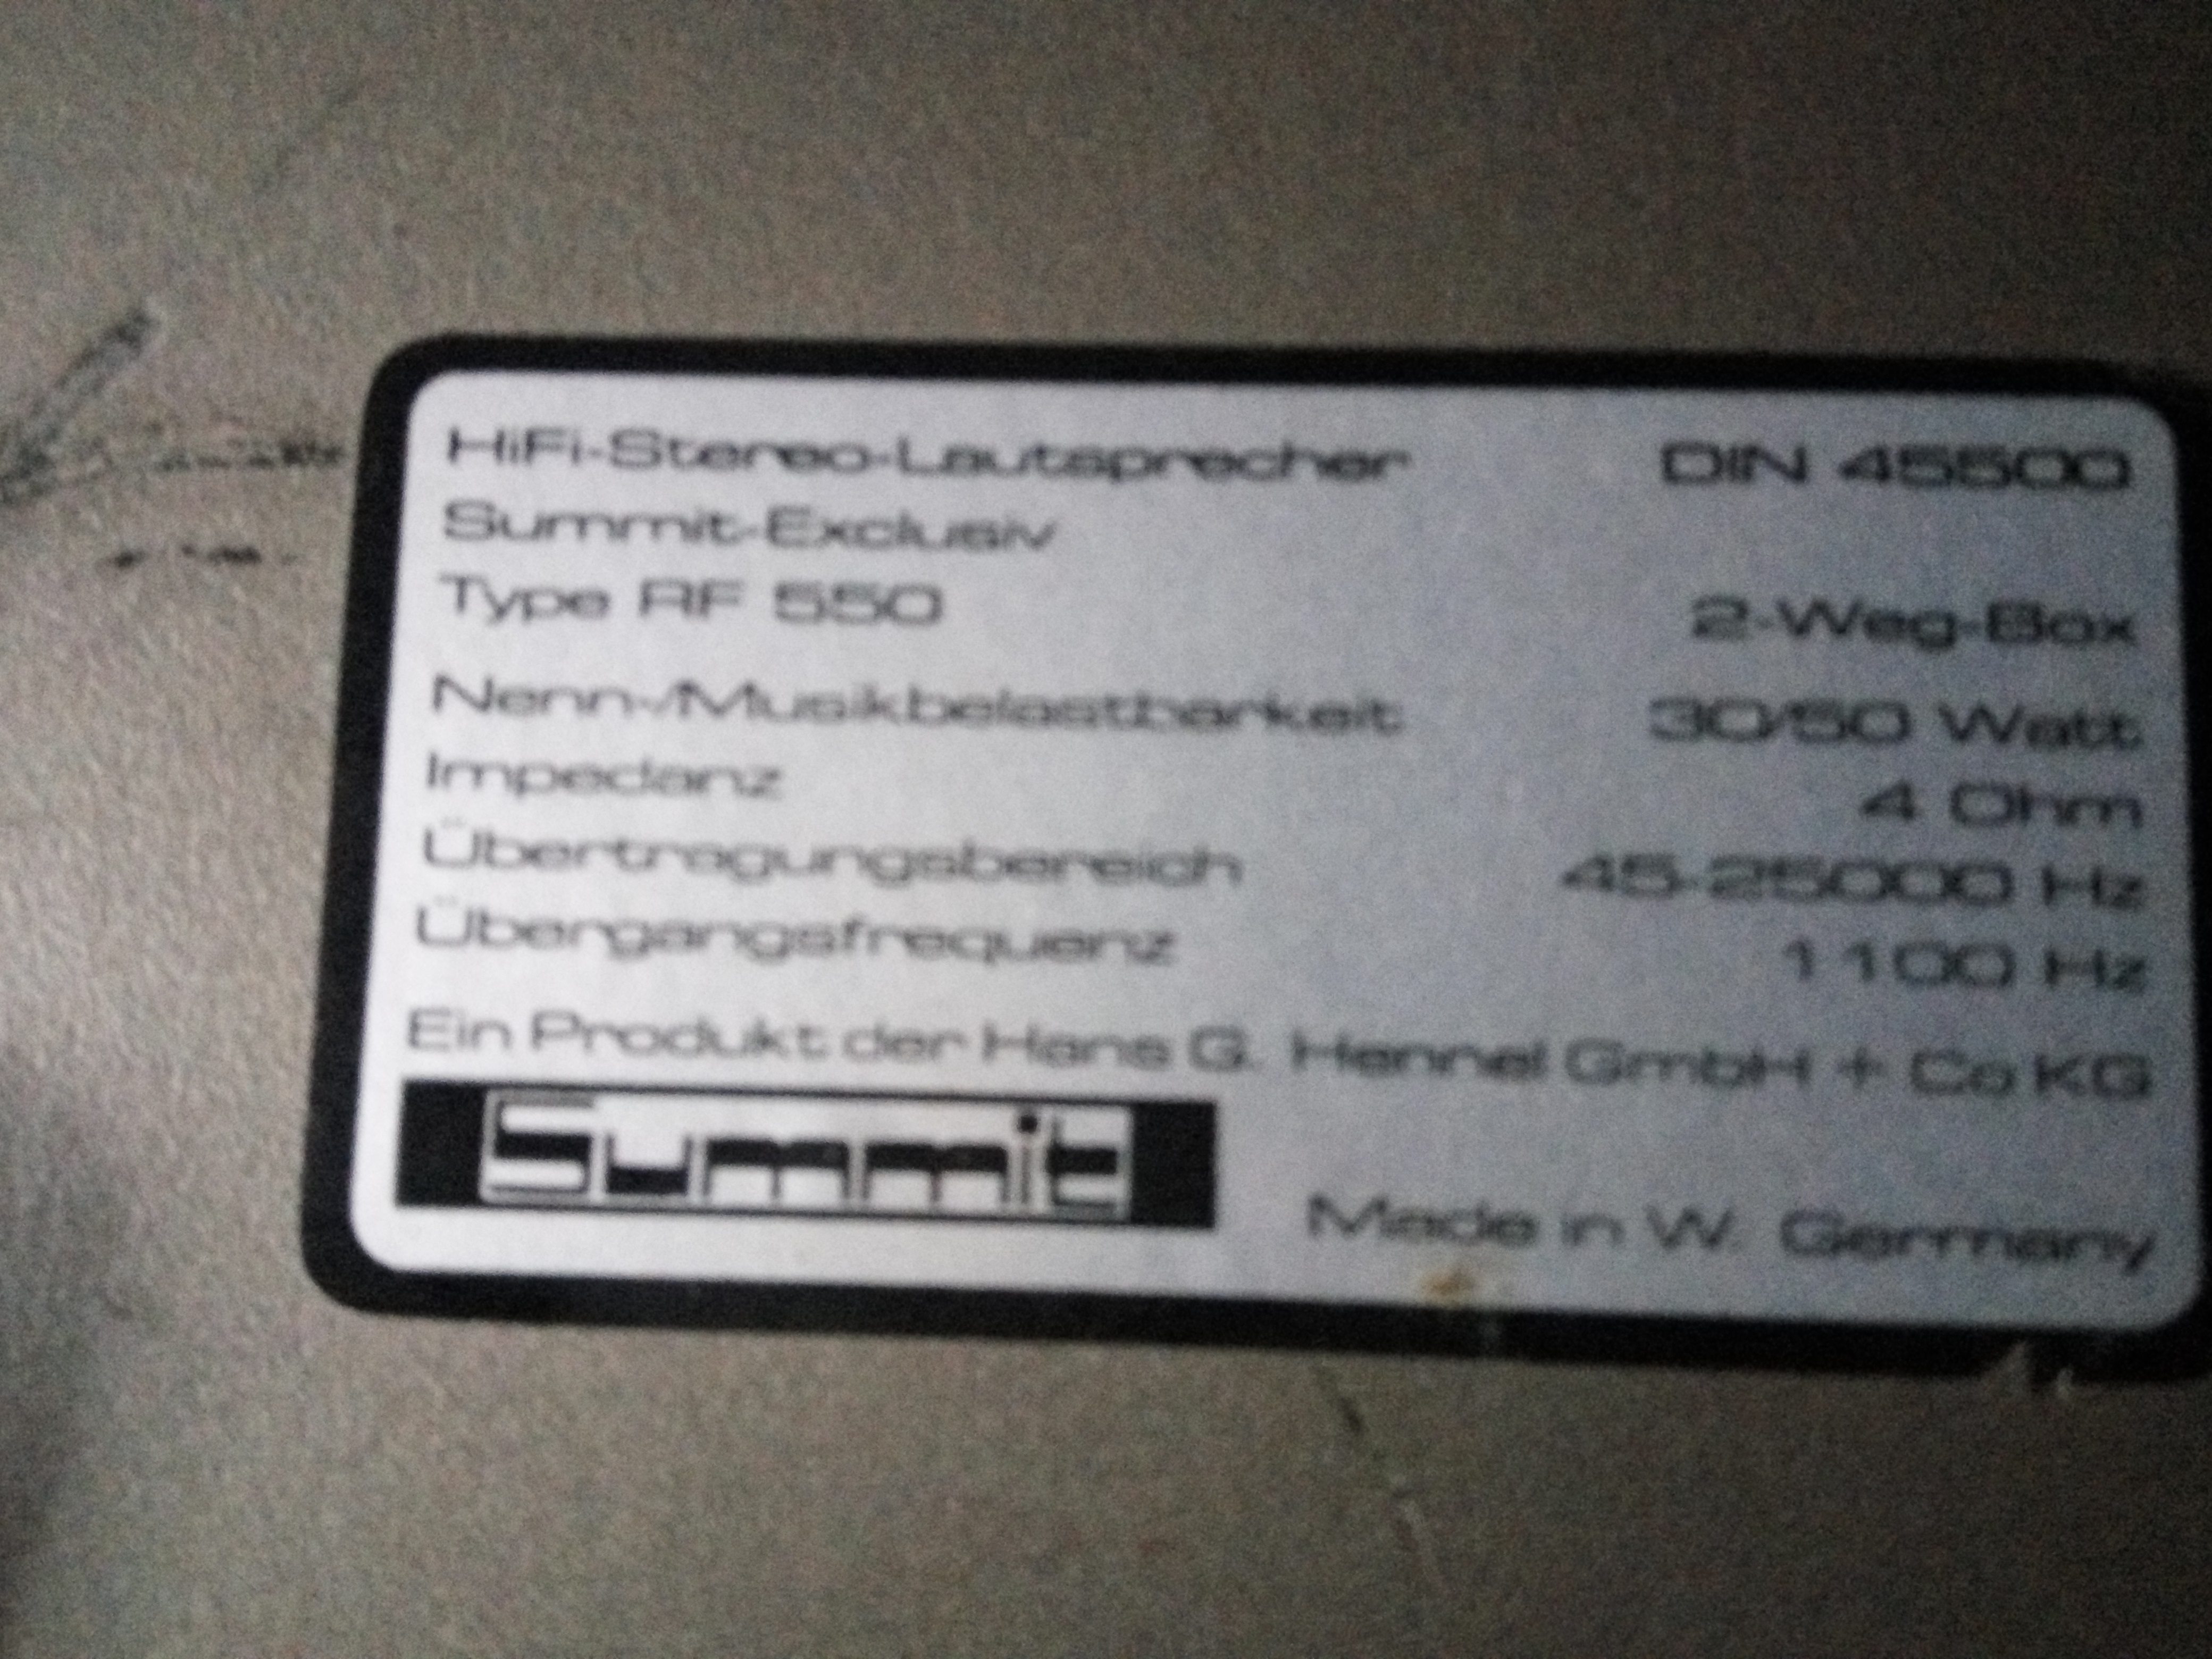 HiFi-Stereo-Lautsprecher DIN 45500
Summit-Exclusiv
Type RF 550 2-Weg-Box
Nenn-/Musikbelastbarkeit 30/50 Watt
Impedanz 4 Ohm
Übertragungsbereich 45-25000 Hz
Übergangsfrequenz 1100 Hz
Ein Produkt der Hans G. Hennel GmbH + Co KG
Summit
Made in W. Germany